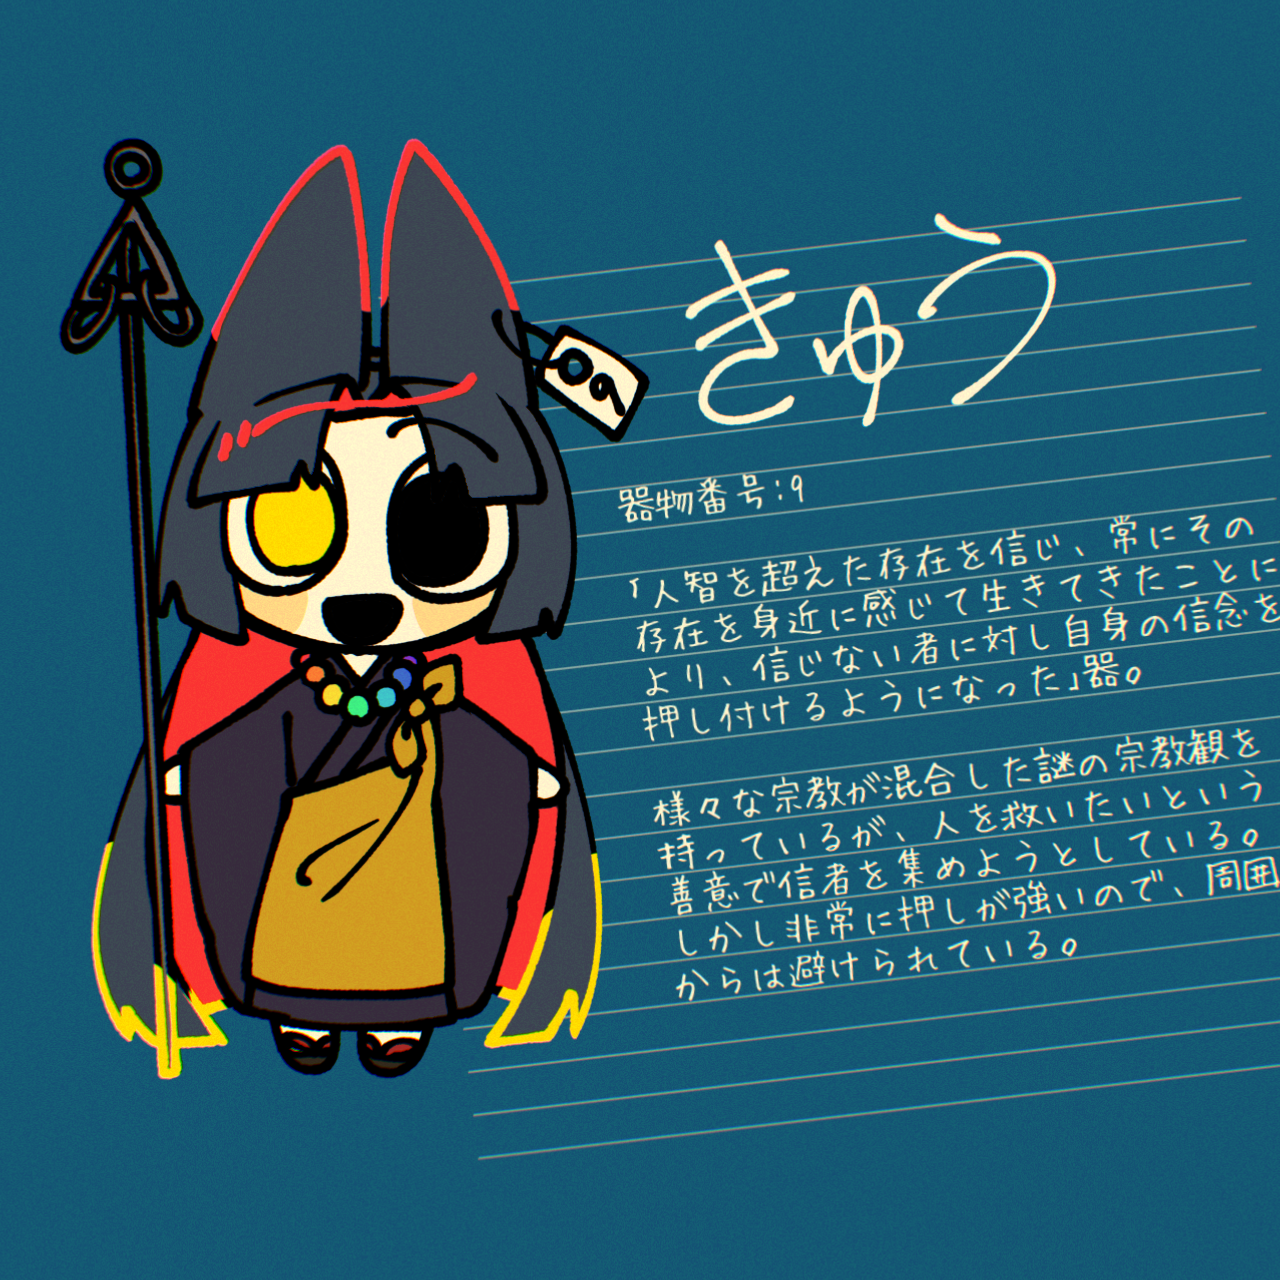 きゅう
09
器物番号:9
「人智を超えた存在を信じ、常にその
存在を身近に感じて生きてきたことに
より、信じない者に対し自身の信念を
押し付けるようになった」器。
様々な宗教が混合した謎の宗教観を
持っているが、人を救いたいという
善意で信者を集めようとしている。
しかし非常に押しが強いので、周囲
からは避けられている。